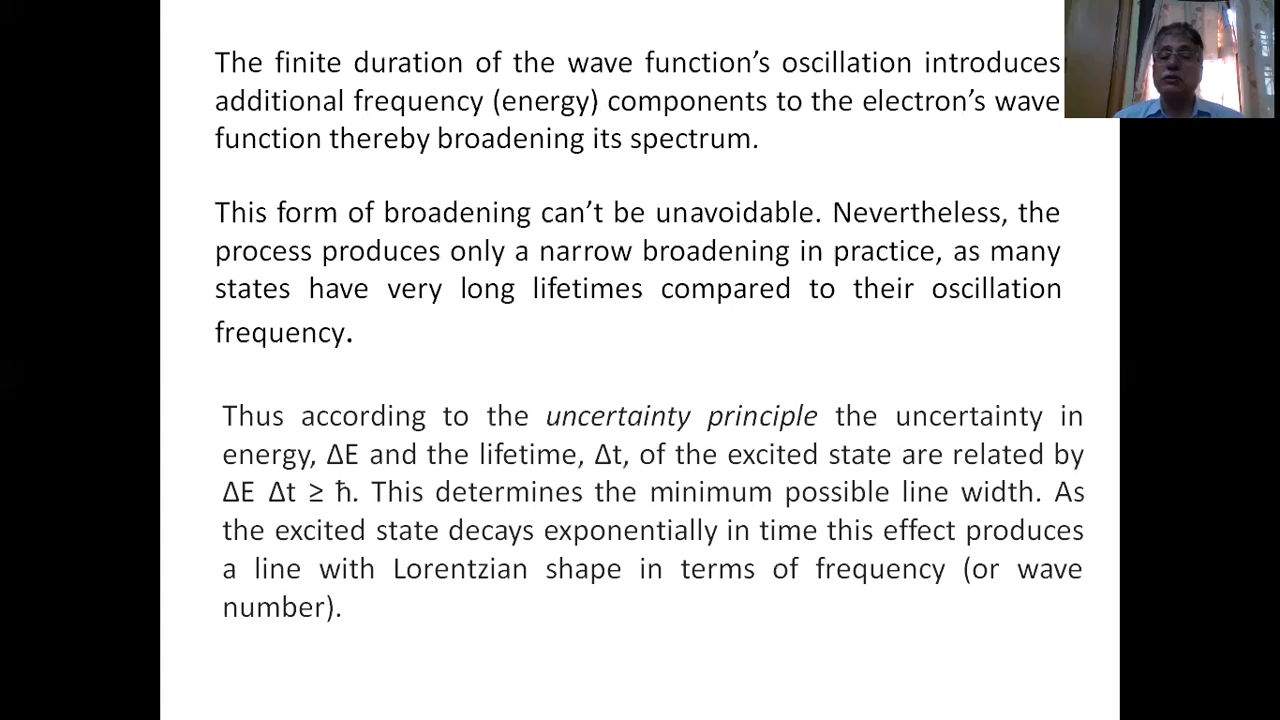 The finite duration of the wave function’s oscillation introduces
additional frequency (energy) components to the electron’s wave
function thereby broadening its spectrum.
This form of broadening can’t be unavoidable. Nevertheless, the
process produces only a narrow broadening in practice, as many
states have very long lifetimes compared to their oscillation
frequency.
Thus according to the uncertainty principle the uncertainty in
energy, ΔE and the lifetime, Δt, of the excited state are related by
ΔE Δt ≥ ħ. This determines the minimum possible line width. As
the excited state decays exponentially in time this effect produces
a line with Lorentzian shape in terms of frequency (or wave
number).